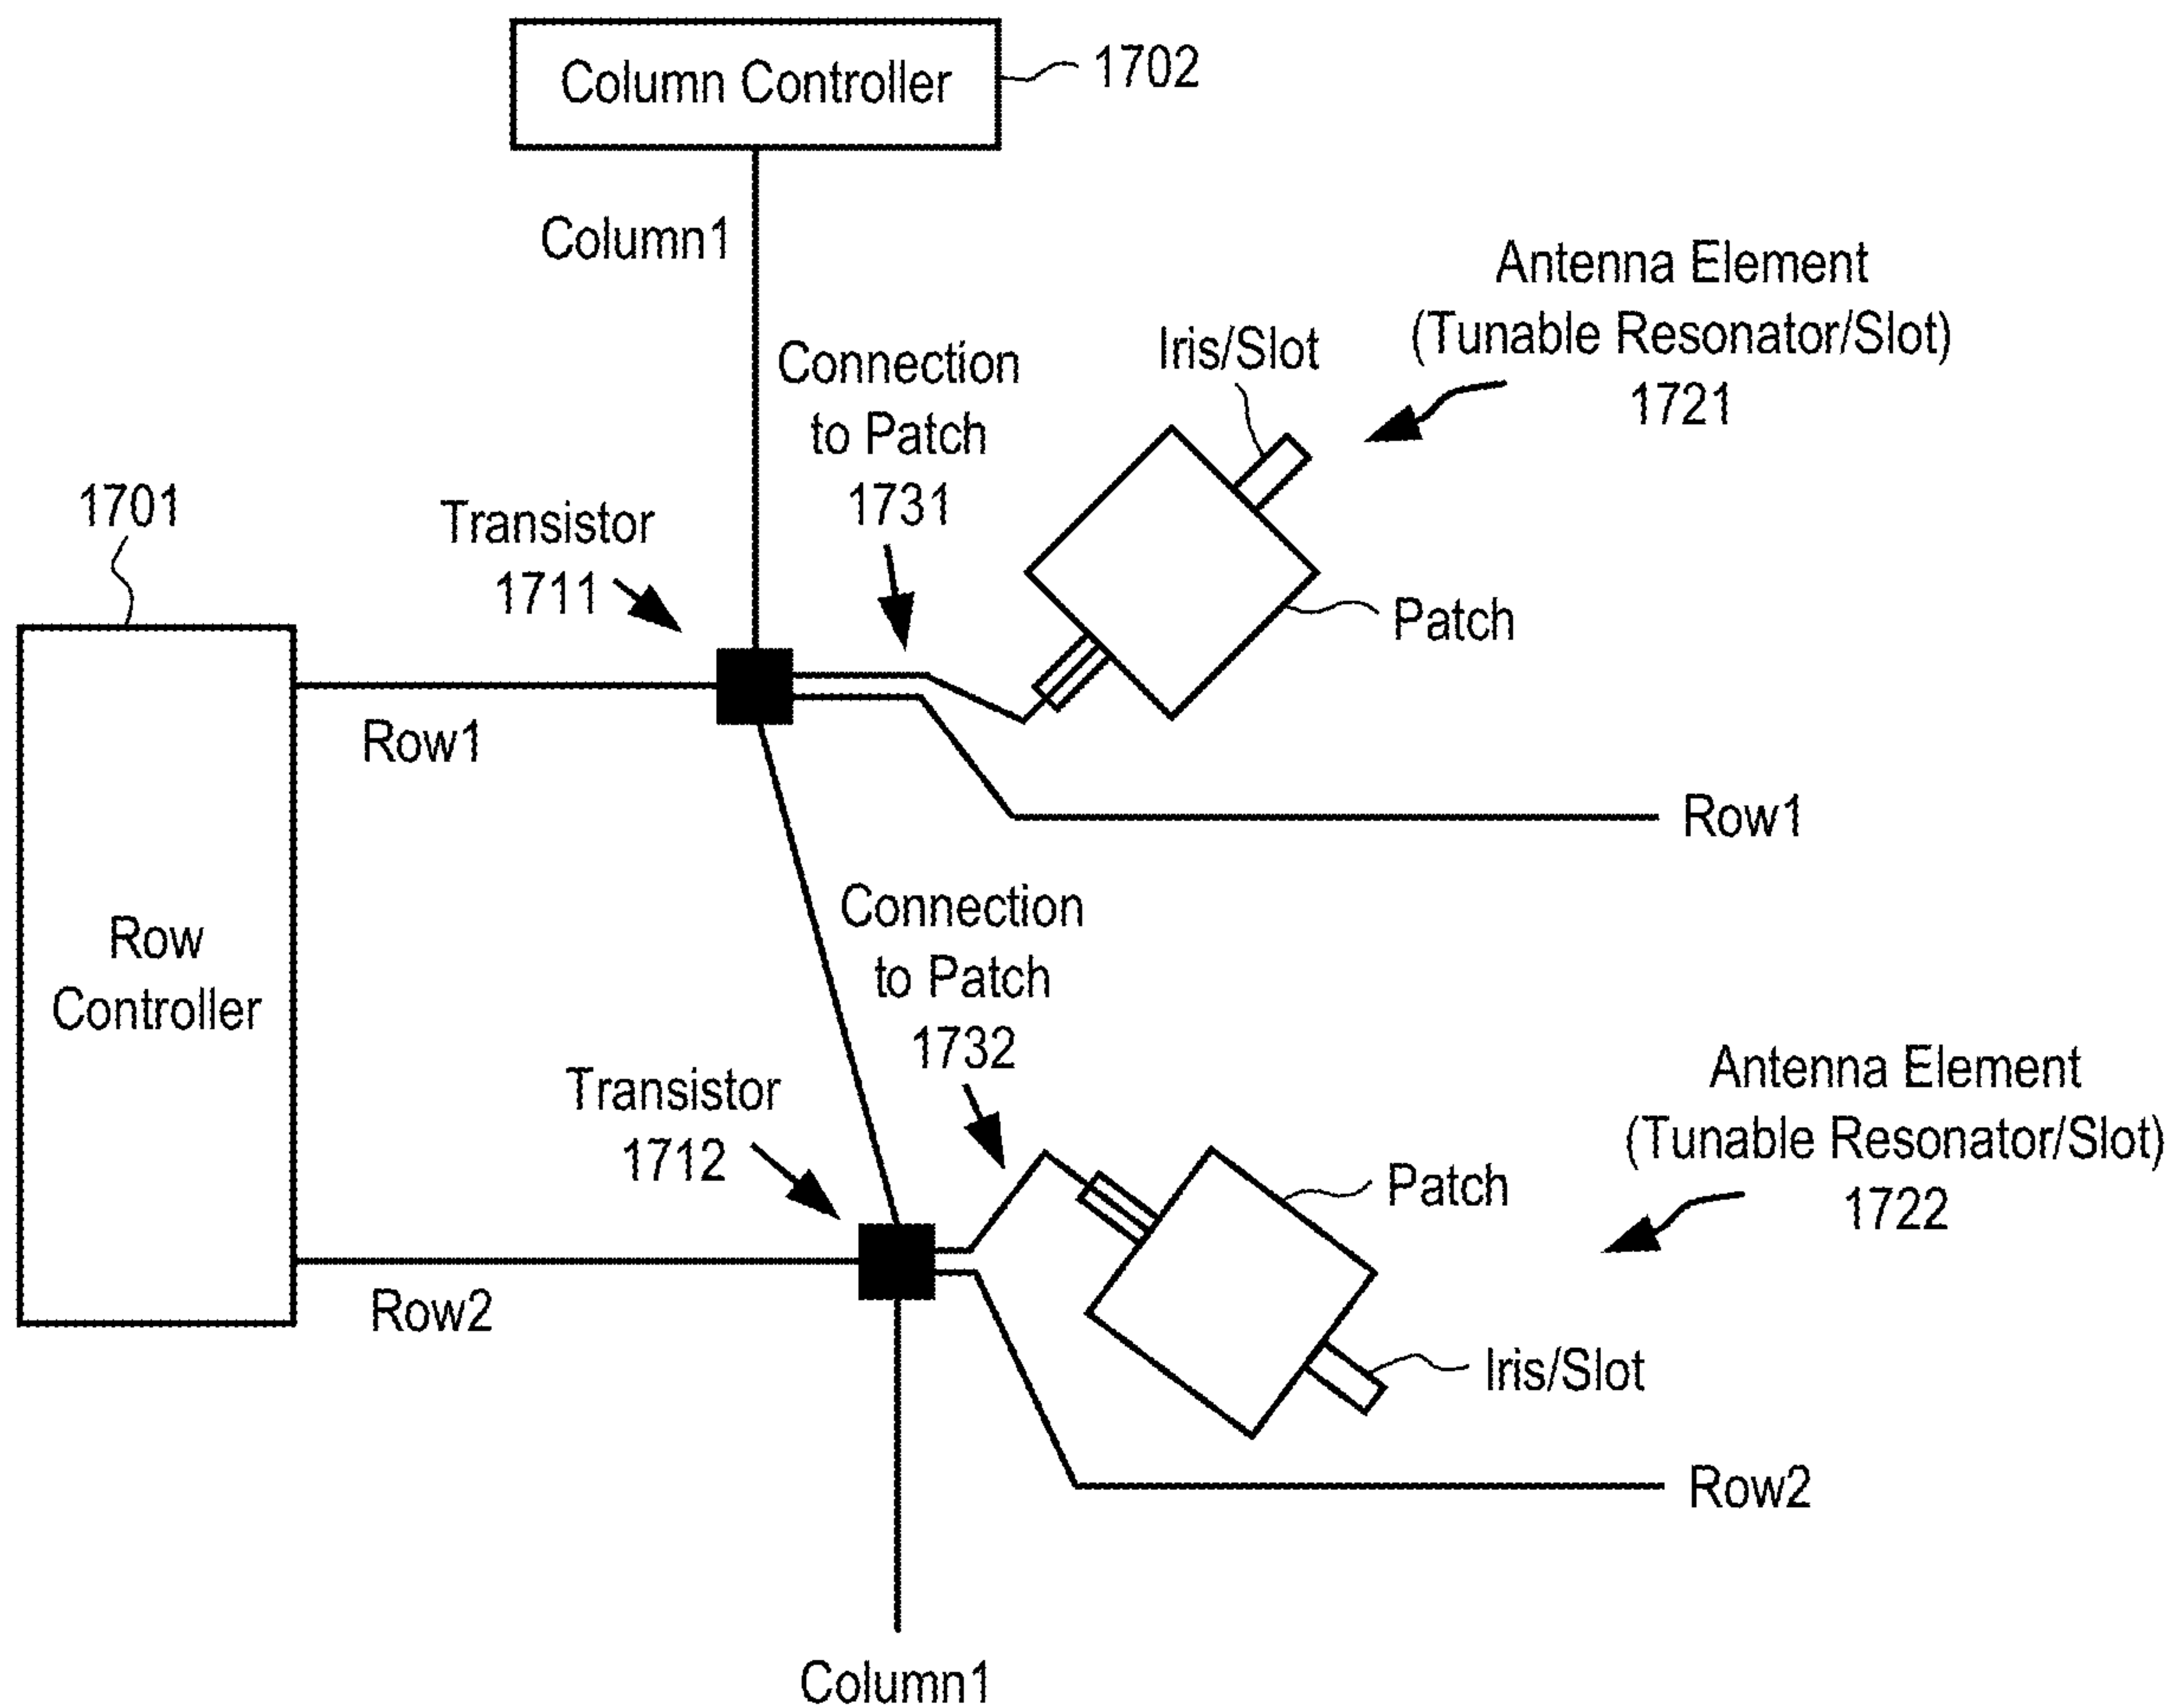 Column Controller
1702
Column1
Antenna Element
(Tunable Resonator/Slot)
1721
Iris/Slot
Connection
to Patch
1731
1701
Transistor
1711
Patch
Row1
Row1
Row
Controller
Connection
to Patch
1732
Transistor
1712
Antenna Element
(Tunable Resonator/Slot)
1722
Patch
Row2
Iris/Slot
Row2
Column1